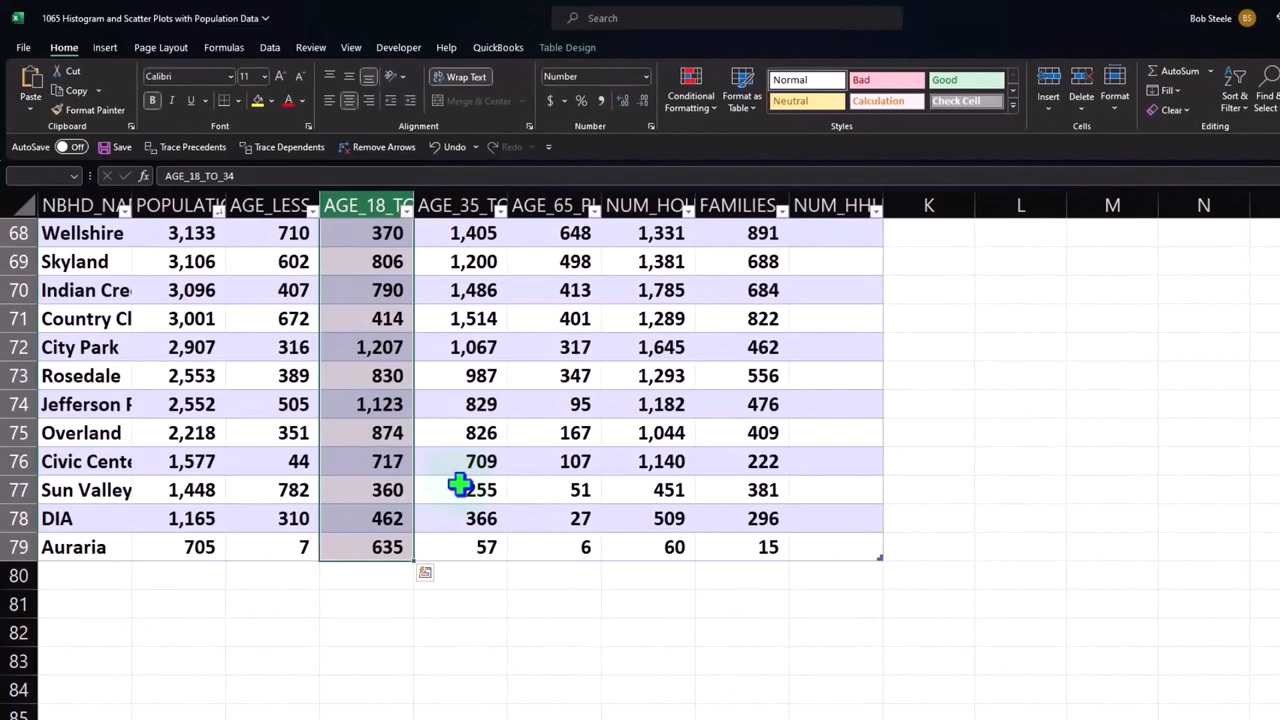 1065 Histogram and Scatter Plots with Population Data
Search
Bob Steele
BS
File Home Insert Page Layout Formulas Data Review View Developer Help QuickBooks Table Design
Paste
Cut
Copy
Format Painter
Clipboard
Calibri 11
B I U
Font
Wrap Text
Merge & Center
Alignment
Number
$ % ,
Number
Conditional Formatting
Format as Table
Normal Bad Good
Neutral Calculation Check Cell
Styles
Insert Delete Format
Cells
AutoSum
Fill
Clear
Sort & Filter
Find & Select
Editing
AutoSave Off Save Trace Precedents Trace Dependents Remove Arrows Undo Redo
fx AGE_18_TO_34
NBHD_NA POPULATI AGE_LESS AGE_18_TO AGE_35_TO AGE_65_PL NUM_HOU FAMILIES NUM_HHL K L M N
68 Wellshire 3,133 710 370 1,405 648 1,331 891
69 Skyland 3,106 602 806 1,200 498 1,381 688
70 Indian Cre 3,096 407 790 1,486 413 1,785 684
71 Country Cl 3,001 672 414 1,514 401 1,289 822
72 City Park 2,907 316 1,207 1,067 317 1,645 462
73 Rosedale 2,553 389 830 987 347 1,293 556
74 Jefferson P 2,552 505 1,123 829 95 1,182 476
75 Overland 2,218 351 874 826 167 1,044 409
76 Civic Cente 1,577 44 717 709 107 1,140 222
77 Sun Valley 1,448 782 360 255 51 451 381
78 DIA 1,165 310 462 366 27 509 296
79 Auraria 705 7 635 57 6 60 15
80
81
82
83
84
85